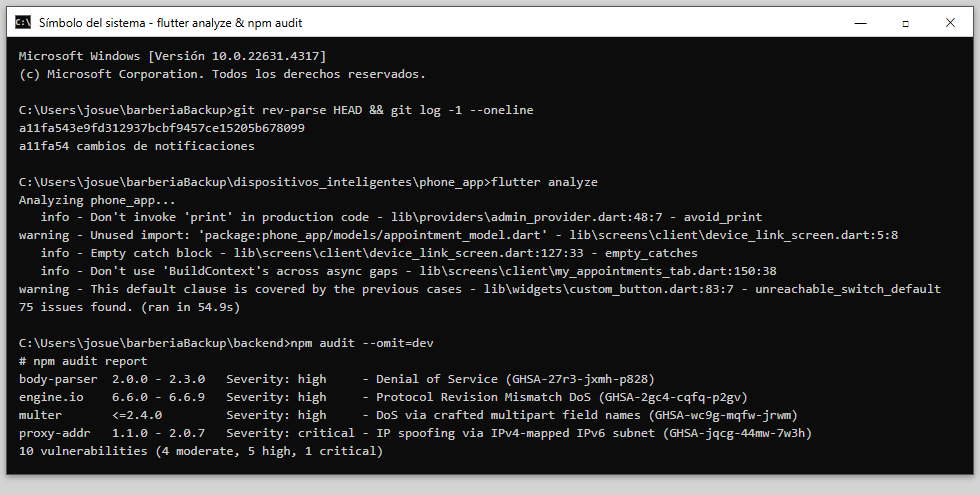 Símbolo del sistema - flutter analyze & npm audit
Microsoft Windows [Versión 10.0.22631.4317]
(c) Microsoft Corporation. Todos los derechos reservados.
C:\Users\josue\barberiaBackup>git rev-parse HEAD && git log -1 --oneline
a11fa543e9fd312937bcbf9457ce15205b678099
a11fa54 cambios de notificaciones
C:\Users\josue\barberiaBackup\dispositivos_inteligentes\phone_app>flutter analyze
Analyzing phone_app...
info - Don't invoke 'print' in production code - lib\providers\admin_provider.dart:48:7 - avoid_print
warning - Unused import: 'package:phone_app/models/appointment_model.dart' - lib\screens\client\device_link_screen.dart:5:8
info - Empty catch block - lib\screens\client\device_link_screen.dart:127:33 - empty_catches
info - Don't use 'BuildContext's across async gaps - lib\screens\client\my_appointments_tab.dart:150:38
warning - This default clause is covered by the previous cases - lib\widgets\custom_button.dart:83:7 - unreachable_switch_default
75 issues found. (ran in 54.9s)
C:\Users\josue\barberiaBackup\backend>npm audit --omit=dev
# npm audit report
body-parser  2.0.0 - 2.3.0   Severity: high     - Denial of Service (GHSA-27r3-jxmh-p828)
engine.io    6.6.0 - 6.6.9   Severity: high     - Protocol Revision Mismatch DoS (GHSA-2gc4-cqfq-p2gv)
multer       <=2.4.0         Severity: high     - DoS via crafted multipart field names (GHSA-wc9g-mqfw-jrwm)
proxy-addr   1.1.0 - 2.0.7   Severity: critical - IP spoofing via IPv4-mapped IPv6 subnet (GHSA-jqcg-44mw-7w3h)
10 vulnerabilities (4 moderate, 5 high, 1 critical)